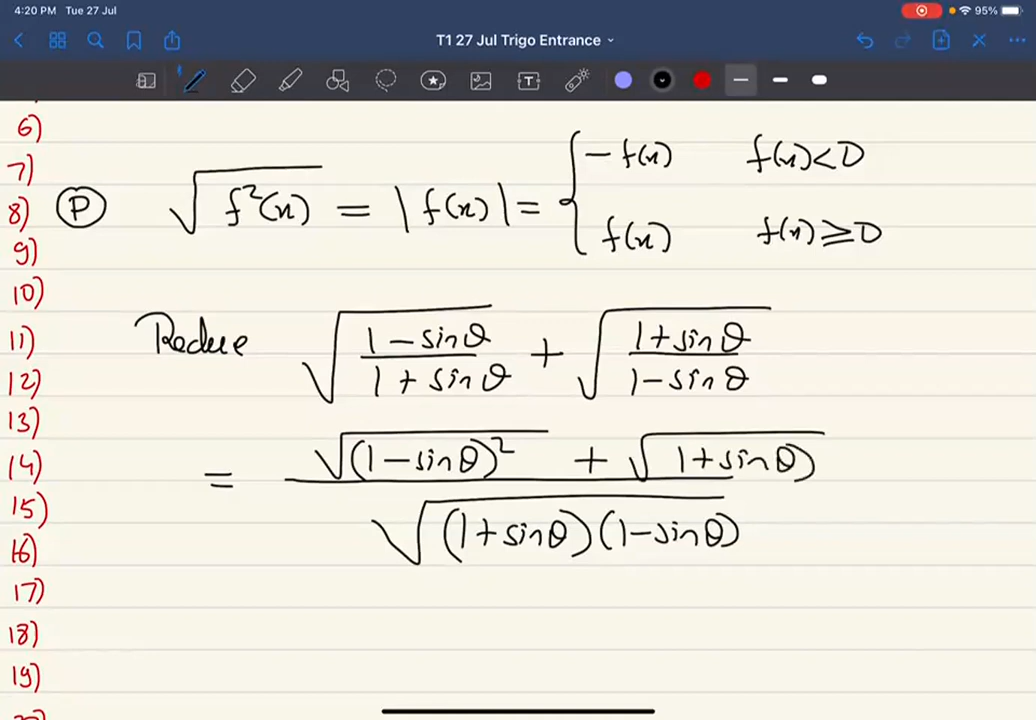 4:20 PM Tue 27 Jul 95%
T1 27 Jul Trigo Entrance
6)
7) − f(x) f(x)<0
8) P √f²(x) = |f(x)| = {
9) f(x) f(x)≥0
10)
11) Reduce √((1 − sinθ)/(1 + sinθ)) + √((1 + sinθ)/(1 − sinθ))
12)
13)
14) = (√(1−sinθ)² + √1+sinθ)
15) √(1+sinθ)(1−sinθ)
16)
17)
18)
19)